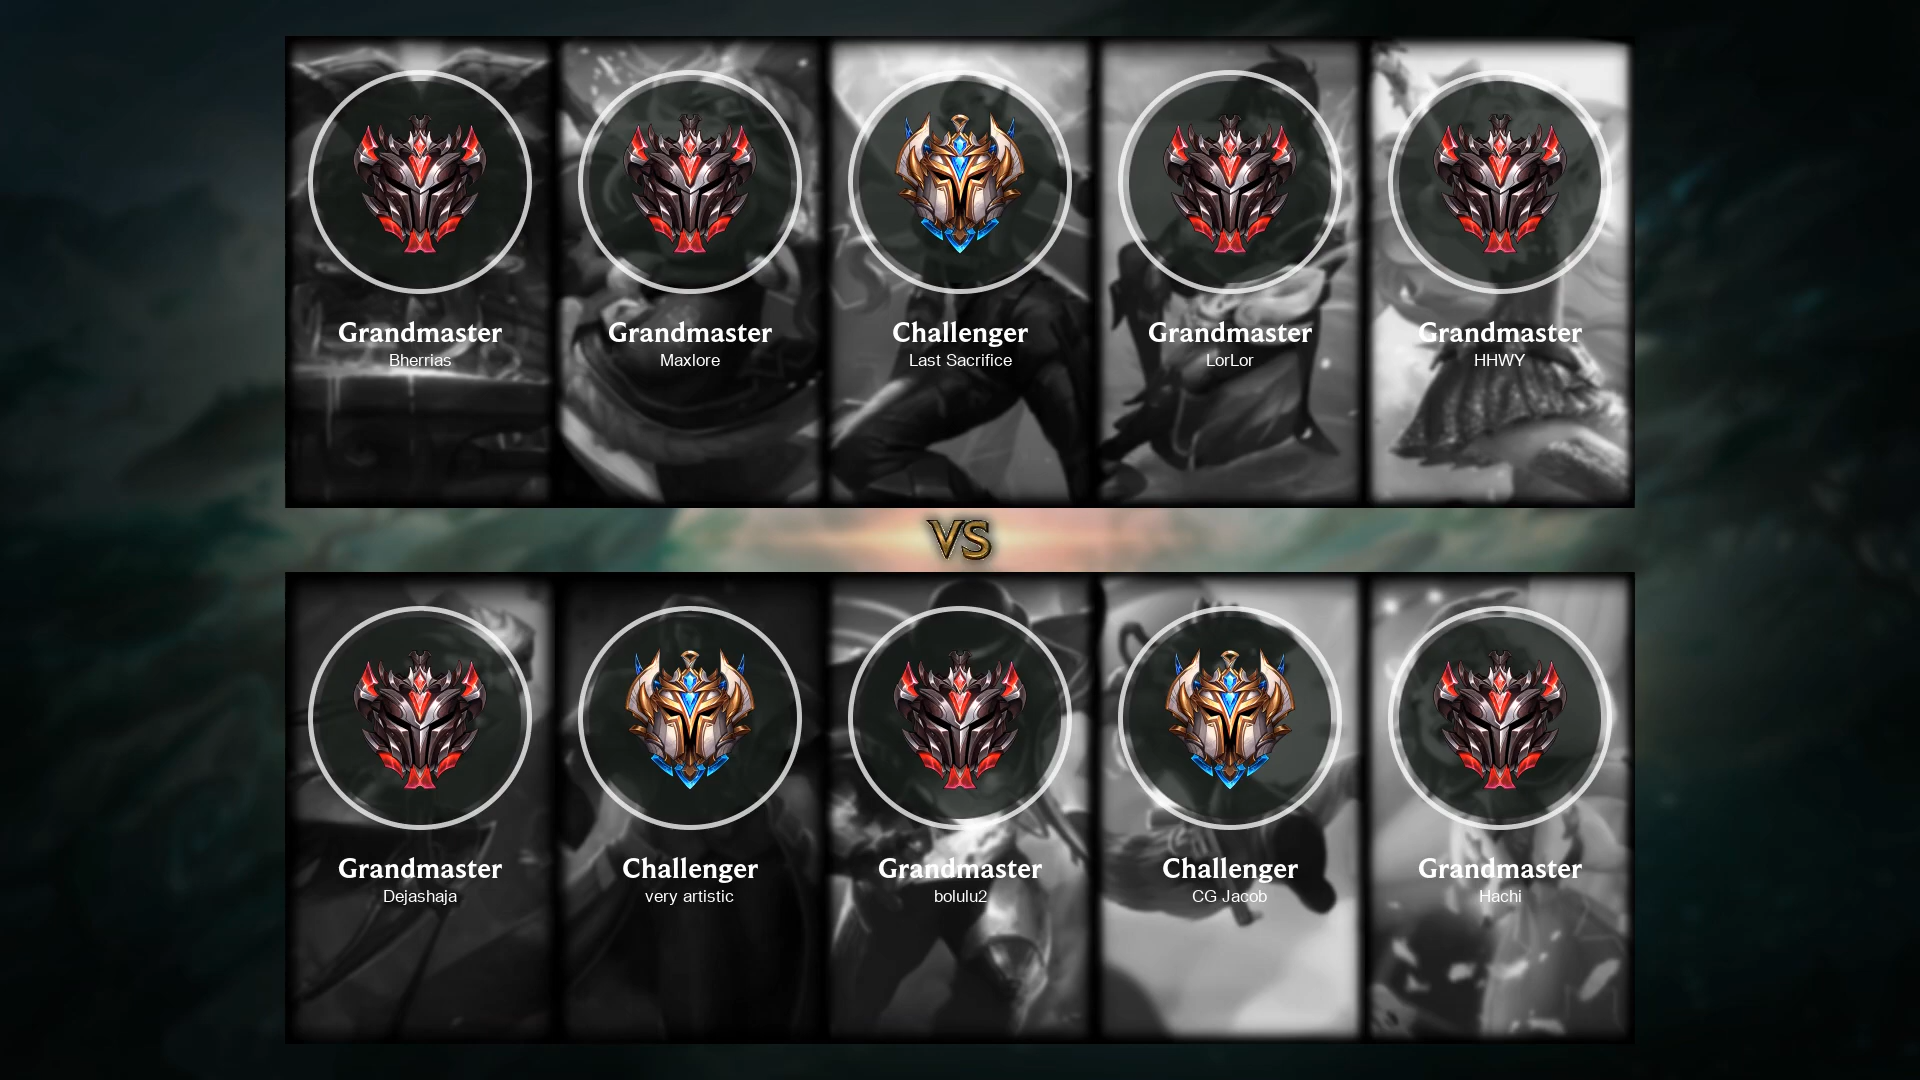 Grandmaster
Bherrias
Grandmaster
Maxlore
Challenger
Last Sacrifice
Grandmaster
LorLor
Grandmaster
HHWY
VS
Grandmaster
Dejashaja
Challenger
very artistic
Grandmaster
bolulu2
Challenger
CG Jacob
Grandmaster
Hachi